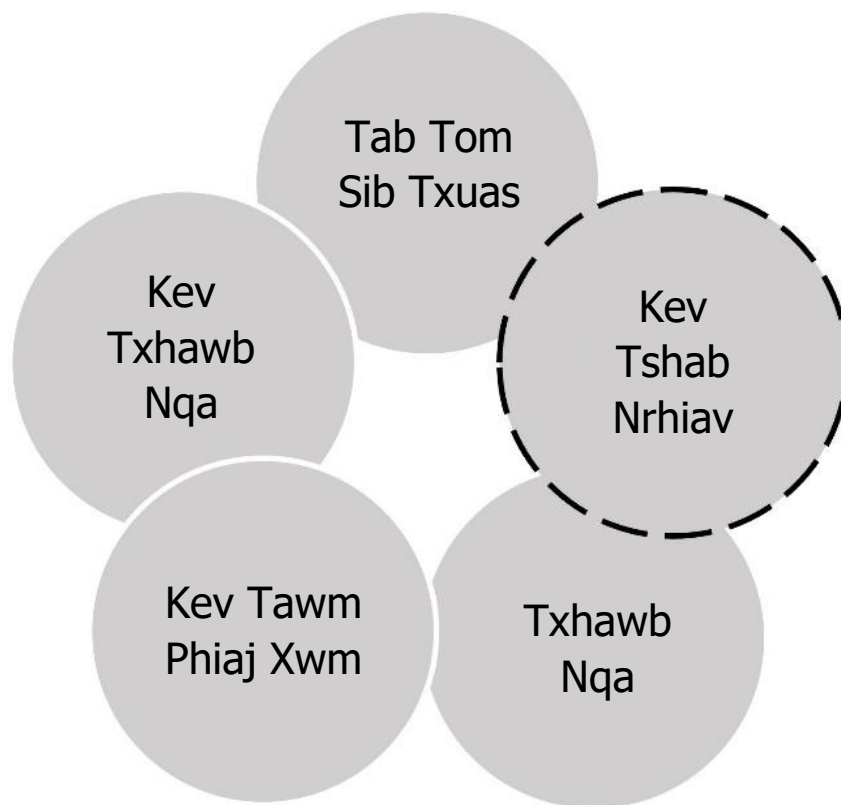 Tab Tom
Sib Txuas
Kev
Tshab
Nrhiav
Txhawb
Nqa
Kev Tawm
Phiaj Xwm
Kev
Txhawb
Nqa